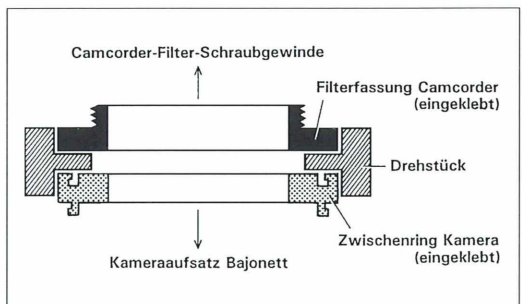 Camcorder-Filter-Schraubgewinde
Filterfassung Camcorder
(eingeklebt)
Drehstück
Zwischenring Kamera
(eingeklebt)
Kameraaufsatz Bajonett